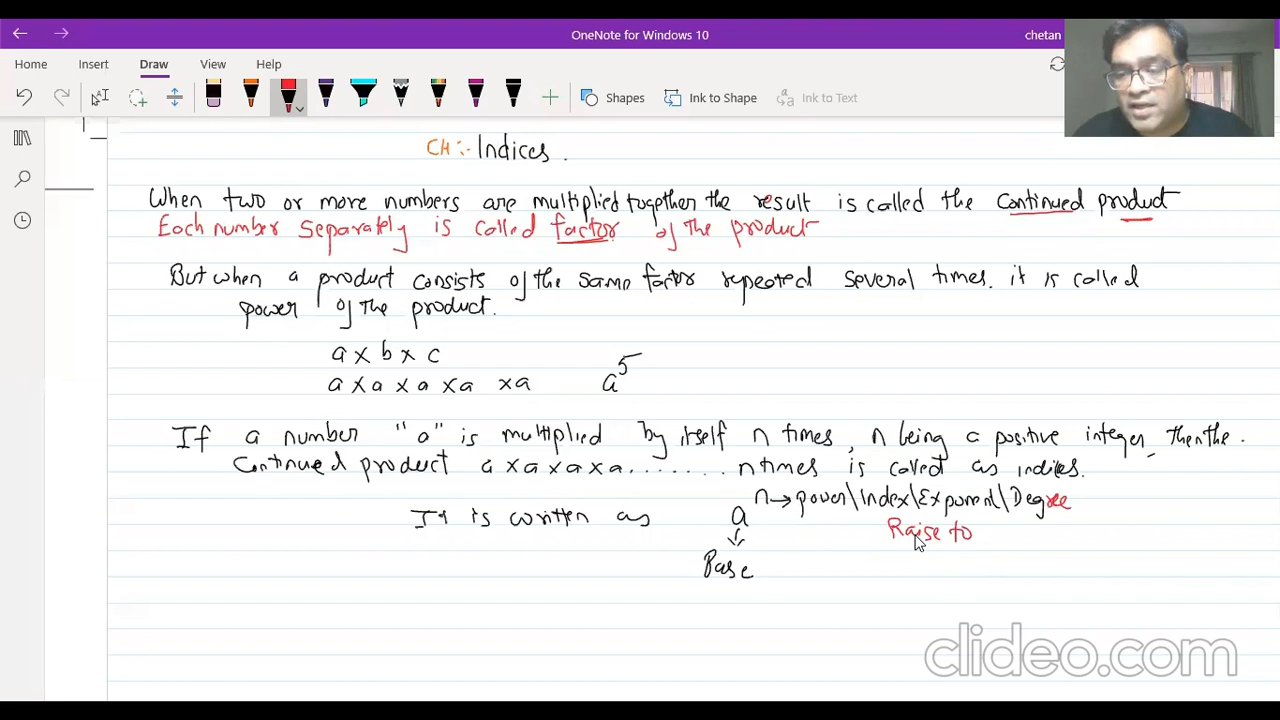 OneNote for Windows 10
chetan
Home Insert Draw View Help
Shapes Ink to Shape Ink to Text
CH:- Indices.
When two or more numbers are multiplied together the result is called the continued product
Each number separately is called factor of the product
But when a product consists of the same factor repeated several times. it is called
power of the product.
a x b x c
a x a x a x a x a a⁵
If a number "a" is multiplied by itself n times, n being a positive integer, then the.
Continued product a x a x a x a........ n times is called as indices.
It is written as a n→power\Index\Exponent\Degree
Raise to
Base
clideo.com